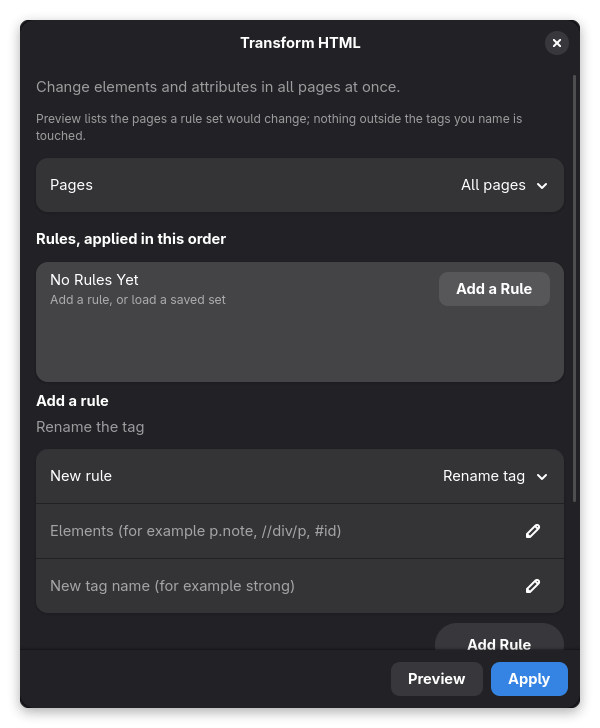 Transform HTML
Change elements and attributes in all pages at once.
Preview lists the pages a rule set would change; nothing outside the tags you name is
touched.
Pages
All pages
Rules, applied in this order
No Rules Yet
Add a rule, or load a saved set
Add a Rule
Add a rule
Rename the tag
New rule
Rename tag
Elements (for example p.note, //div/p, #id)
New tag name (for example strong)
Add Rule
Preview
Apply